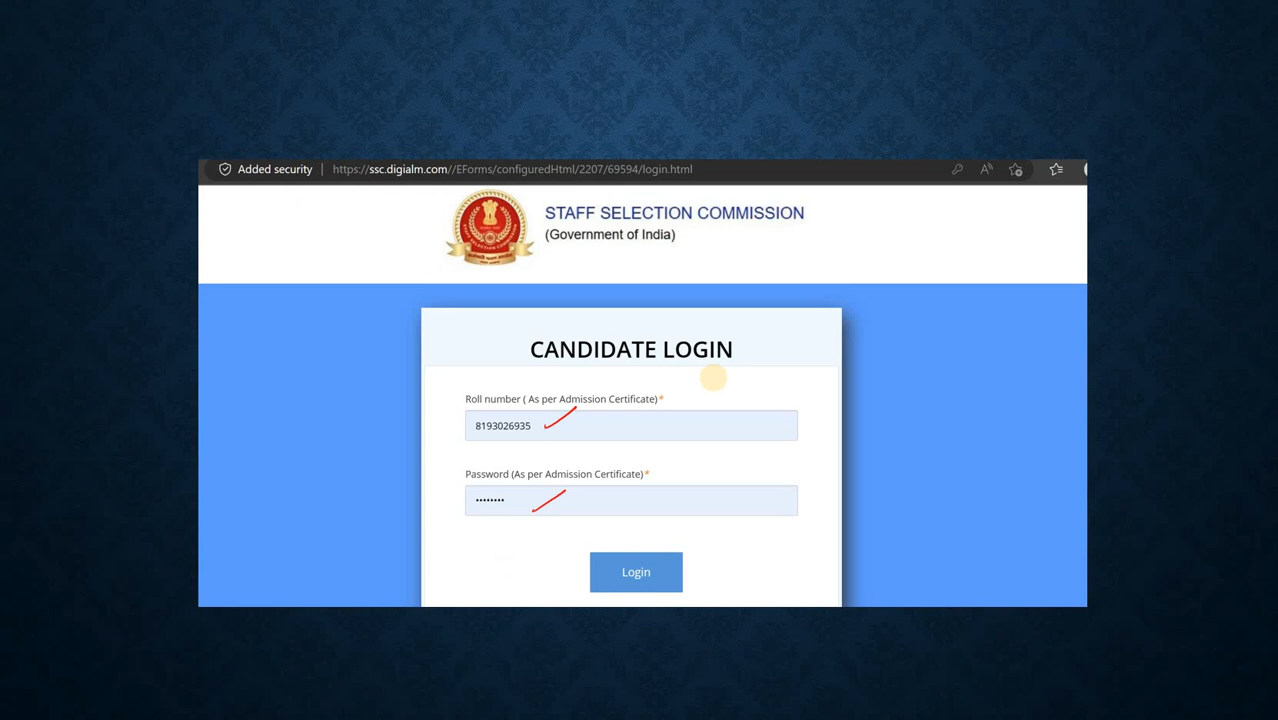 Added security | https://ssc.digialm.com//EForms/configuredHtml/2207/69594/login.html
STAFF SELECTION COMMISSION
(Government of India)
CANDIDATE LOGIN
Roll number ( As per Admission Certificate)*
8193026935
Password (As per Admission Certificate)*
••••••••
Login